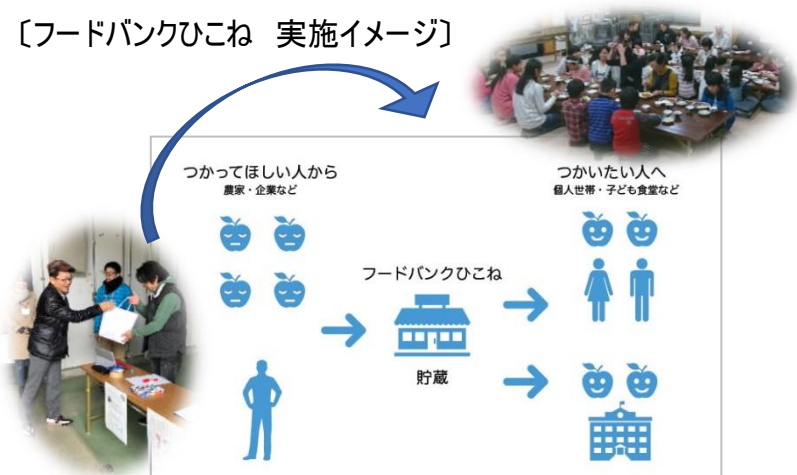 〔フードバンクひこね 実施イメージ〕
つかってほしい人から
農家・企業など
つかいたい人へ
個人世帯・子ども食堂など
フードバンクひこね
貯蔵